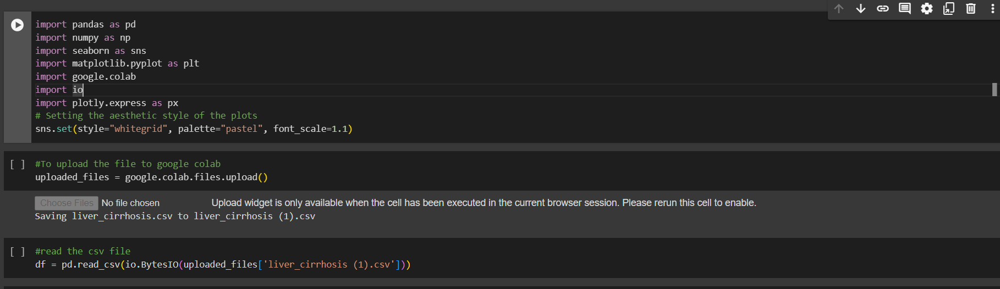 import pandas as pd
import numpy as np
import seaborn as sns
import matplotlib.pyplot as plt
import google.colab
import io
import plotly.express as px
# Setting the aesthetic style of the plots
sns.set(style="whitegrid", palette="pastel", font_scale=1.1)
[ ] #To upload the file to google colab
uploaded_files = google.colab.files.upload()
Choose Files No file chosen Upload widget is only available when the cell has been executed in the current browser session. Please rerun this cell to enable.
Saving liver_cirrhosis.csv to liver_cirrhosis (1).csv
[ ] #read the csv file
df = pd.read_csv(io.BytesIO(uploaded_files['liver_cirrhosis (1).csv']))